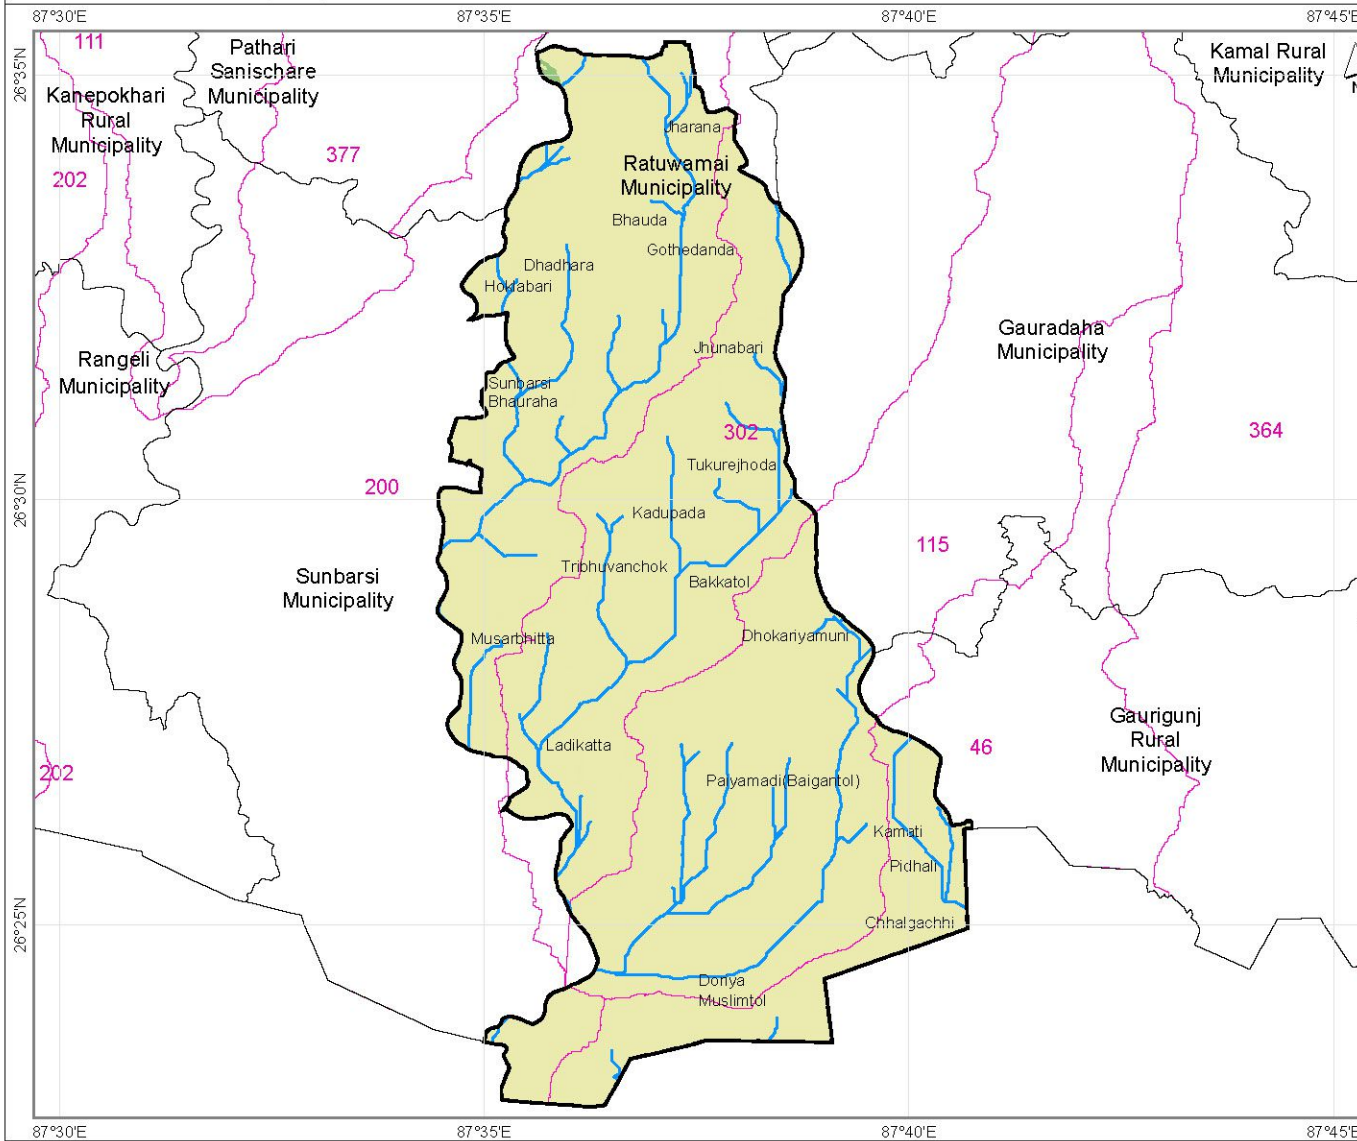 87°30'E
87°35'E
87°40'E
87°45'E
26°35'N
111
Pathari
Sanischare
Municipality
Kamal Rural
Municipality
Kanepokhari
Rural
Municipality
Jharana
377
Ratuwamai
Municipality
202
Bhauda
Gothedanda
Dhadhara
Hoklabari
Gauradaha
Municipality
Jhunabari
Rangeli
Municipality
Sunbarsi
Bhauraha
302
364
Tukurejhoda
200
26°30'N
Kadupada
115
Tribhuvanchok
Bakkatol
Sunbarsi
Municipality
Musarbhitta
Dhokariyamuni
Gaurigunj
Rural
Municipality
Ladikatta
46
202
Paiyamadi(Baigantol)
Kamati
Pidhali
Chhalgachhi
26°25'N
Doriya
Muslimtol
87°30'E
87°35'E
87°40'E
87°45'E